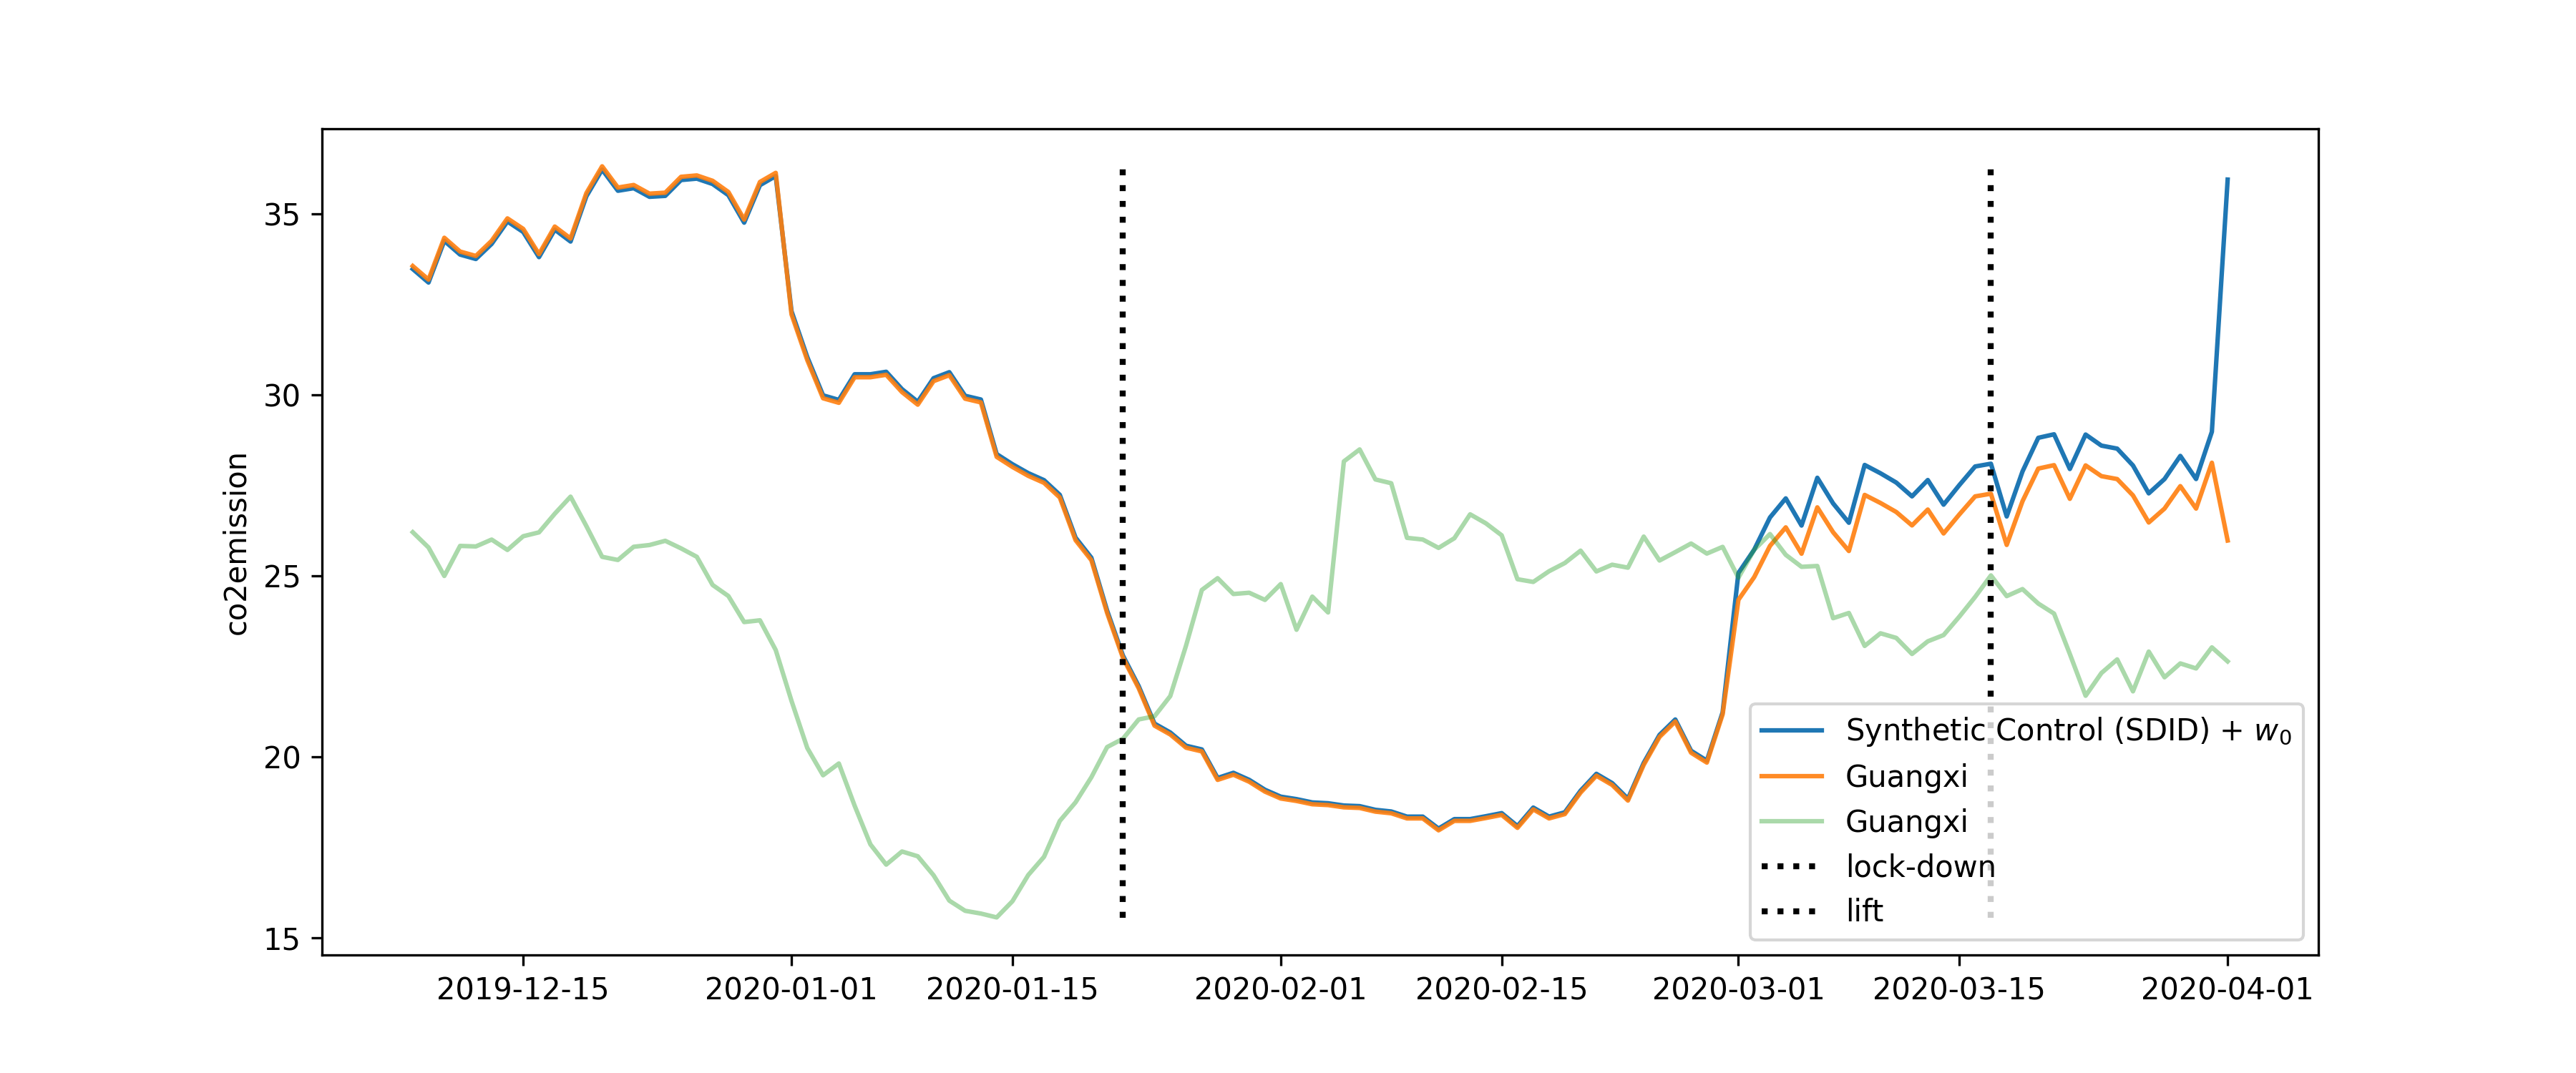 35
30
25
20
15
co2emission
2019-12-15
2020-01-01
2020-01-15
2020-02-01
2020-02-15
2020-03-01
2020-03-15
2020-04-01
Synthetic Control (SDID) + w₀
Guangxi
Guangxi
lock-down
lift